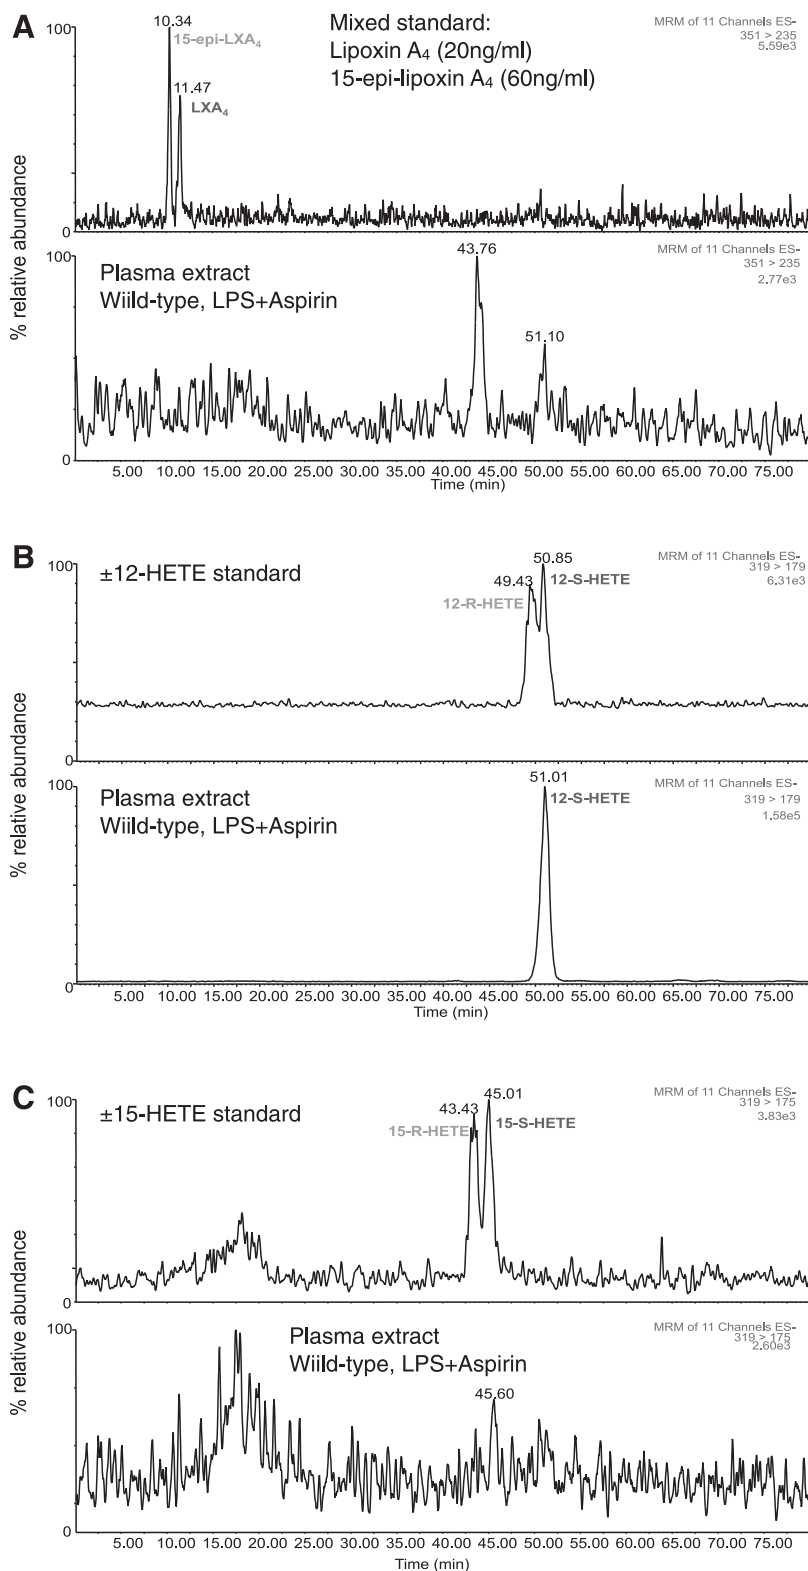 A
10.34
15-epi-LXA₄
11.47
LXA₄
Mixed standard:
Lipoxin A₄ (20ng/ml)
15-epi-lipoxin A₄ (60ng/ml)
MRM of 11 Channels ES-
351 > 235
5.59e3
100
0
% relative abundance
100
0
Plasma extract
Wiild-type, LPS+Aspirin
43.76
51.10
MRM of 11 Channels ES-
351 > 235
2.77e3
5.00 10.00 15.00 20.00 25.00 30.00 35.00 40.00 45.00 50.00 55.00 60.00 65.00 70.00 75.00
Time (min)
B
±12-HETE standard
50.85
49.43
12-S-HETE
12-R-HETE
MRM of 11 Channels ES-
319 > 179
6.31e3
100
0
% relative abundance
100
0
Plasma extract
Wiild-type, LPS+Aspirin
51.01
12-S-HETE
MRM of 11 Channels ES-
319 > 179
1.58e5
5.00 10.00 15.00 20.00 25.00 30.00 35.00 40.00 45.00 50.00 55.00 60.00 65.00 70.00 75.00
Time (min)
C
±15-HETE standard
43.43
45.01
15-R-HETE
15-S-HETE
MRM of 11 Channels ES-
319 > 175
3.83e3
100
0
% relative abundance
100
0
Plasma extract
Wiild-type, LPS+Aspirin
45.60
MRM of 11 Channels ES-
319 > 175
2.60e3
5.00 10.00 15.00 20.00 25.00 30.00 35.00 40.00 45.00 50.00 55.00 60.00 65.00 70.00 75.00
Time (min)